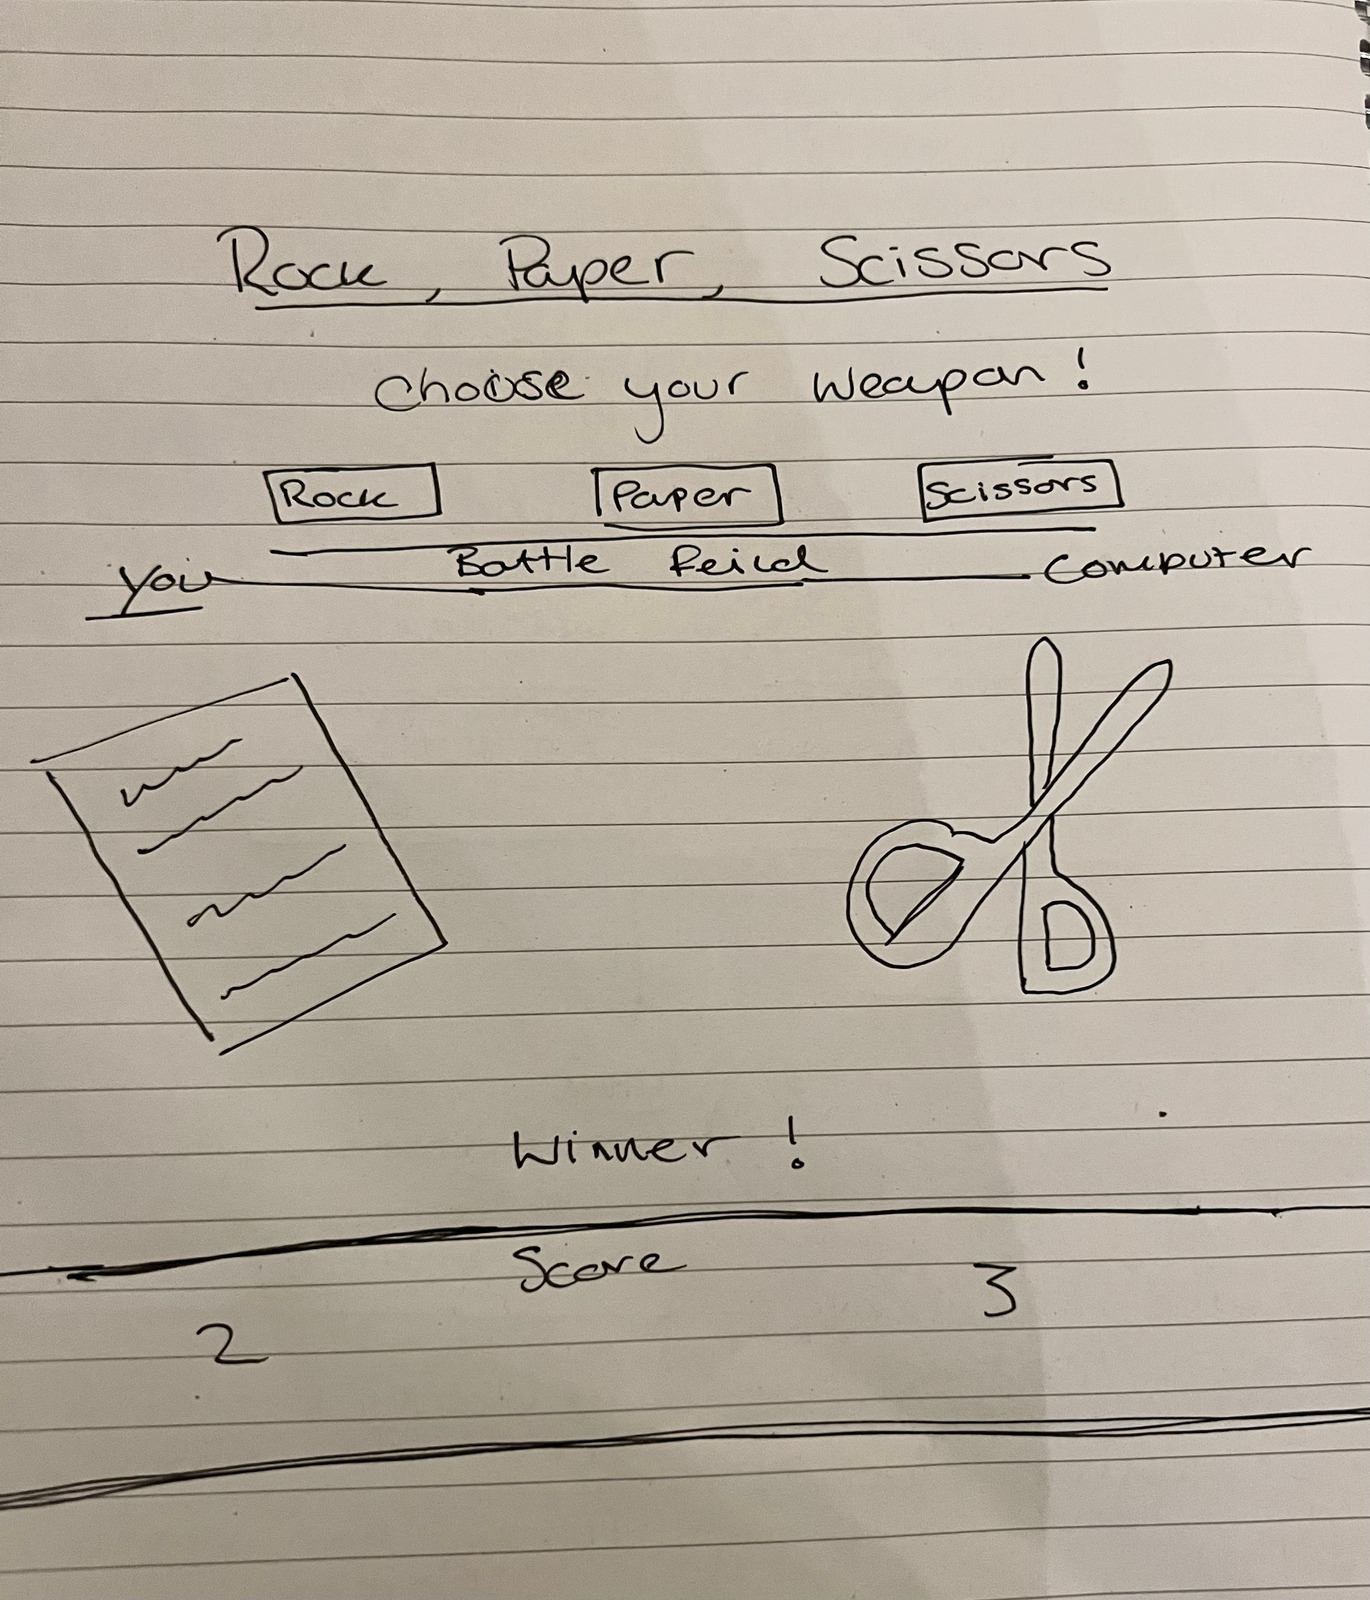 Rock, Paper, Scissors
Choose your weapon!
Rock Paper Scissors
Battle feild
You Computer
Winner!
Score
2 3